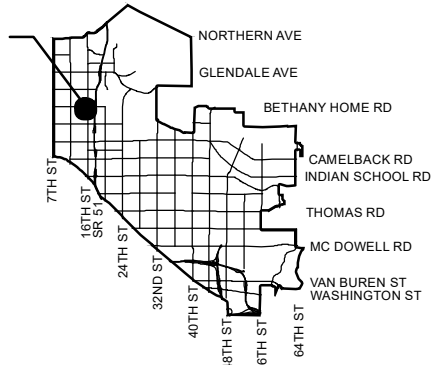 NORTHERN AVE
GLENDALE AVE
BETHANY HOME RD
CAMELBACK RD
INDIAN SCHOOL RD
THOMAS RD
MC DOWELL RD
VAN BUREN ST
WASHINGTON ST
7TH ST
16TH ST
SR 51
24TH ST
32ND ST
40TH ST
48TH ST
6TH ST
64TH ST